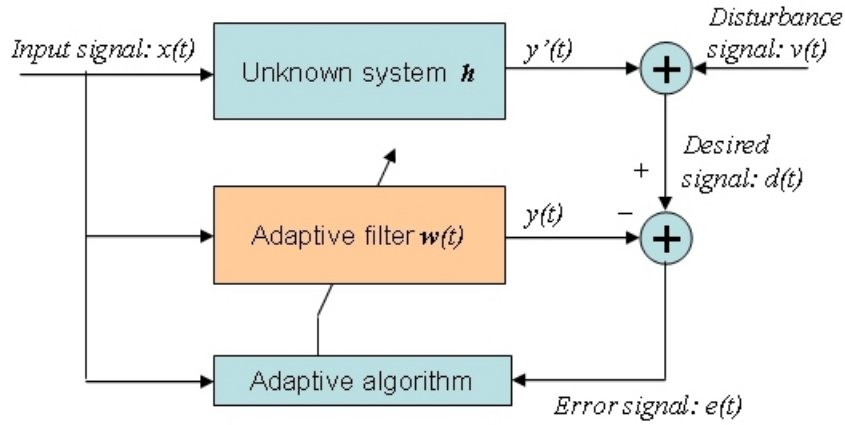 Input signal: x(t)
Unknown system h
y’(t)
+
Disturbance
signal: v(t)
Desired
signal: d(t)
+
Adaptive filter w(t)
y(t)
−
+
Adaptive algorithm
Error signal: e(t)